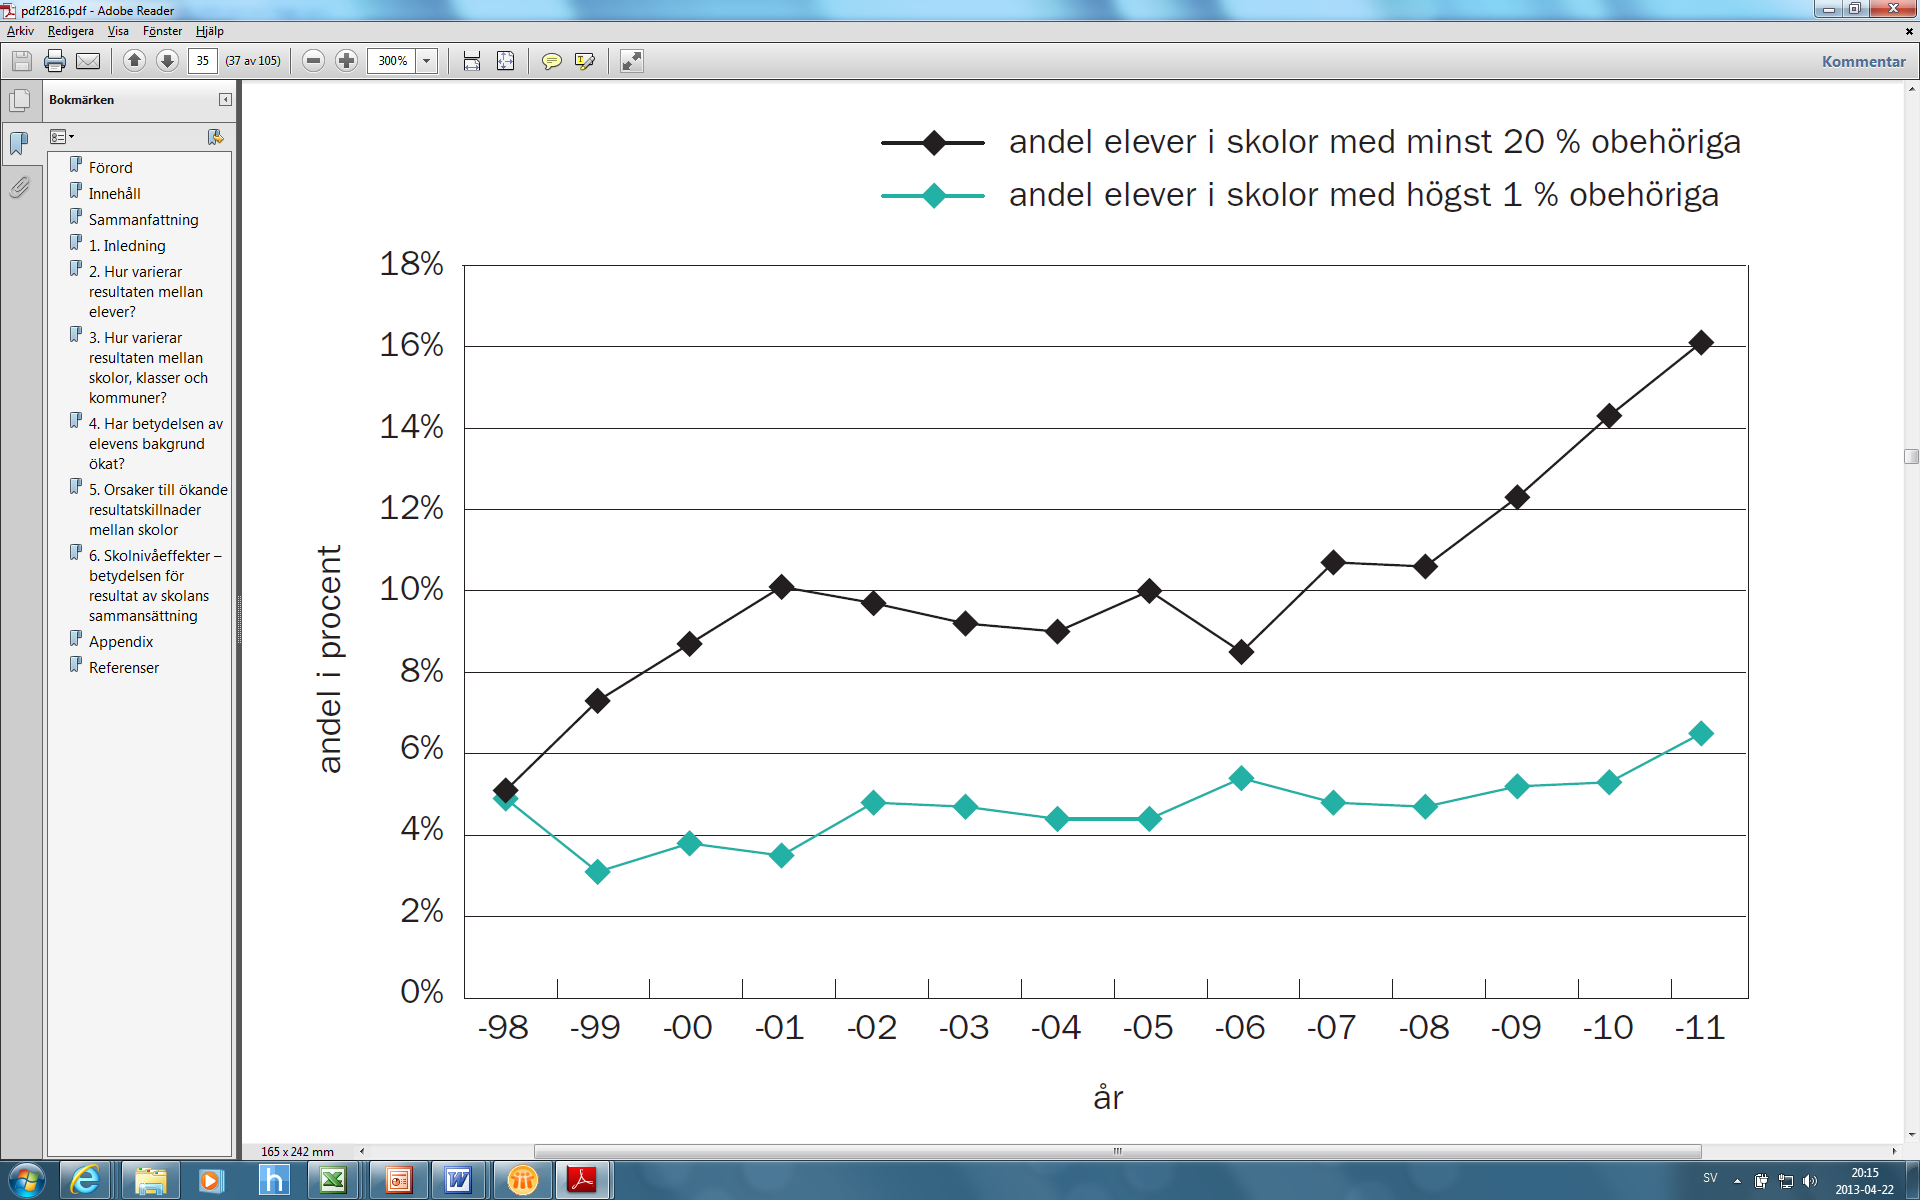 pdf2816.pdf - Adobe Reader
Arkiv Redigera Visa Fönster Hjälp
35 (37 av 105) 300% Kommentar
Bokmärken
Förord
Innehåll
Sammanfattning
1. Inledning
2. Hur varierar
resultaten mellan
elever?
3. Hur varierar
resultaten mellan
skolor, klasser och
kommuner?
4. Har betydelsen av
elevens bakgrund
ökat?
5. Orsaker till ökande
resultatskillnader
mellan skolor
6. Skolnivåeffekter –
betydelsen för
resultat av skolans
sammansättning
Appendix
Referenser
andel elever i skolor med minst 20 % obehöriga
andel elever i skolor med högst 1 % obehöriga
18%
16%
14%
12%
10%
8%
6%
4%
2%
0%
andel i procent
-98 -99 -00 -01 -02 -03 -04 -05 -06 -07 -08 -09 -10 -11
år
165 x 242 mm
SV
20:15
2013-04-22